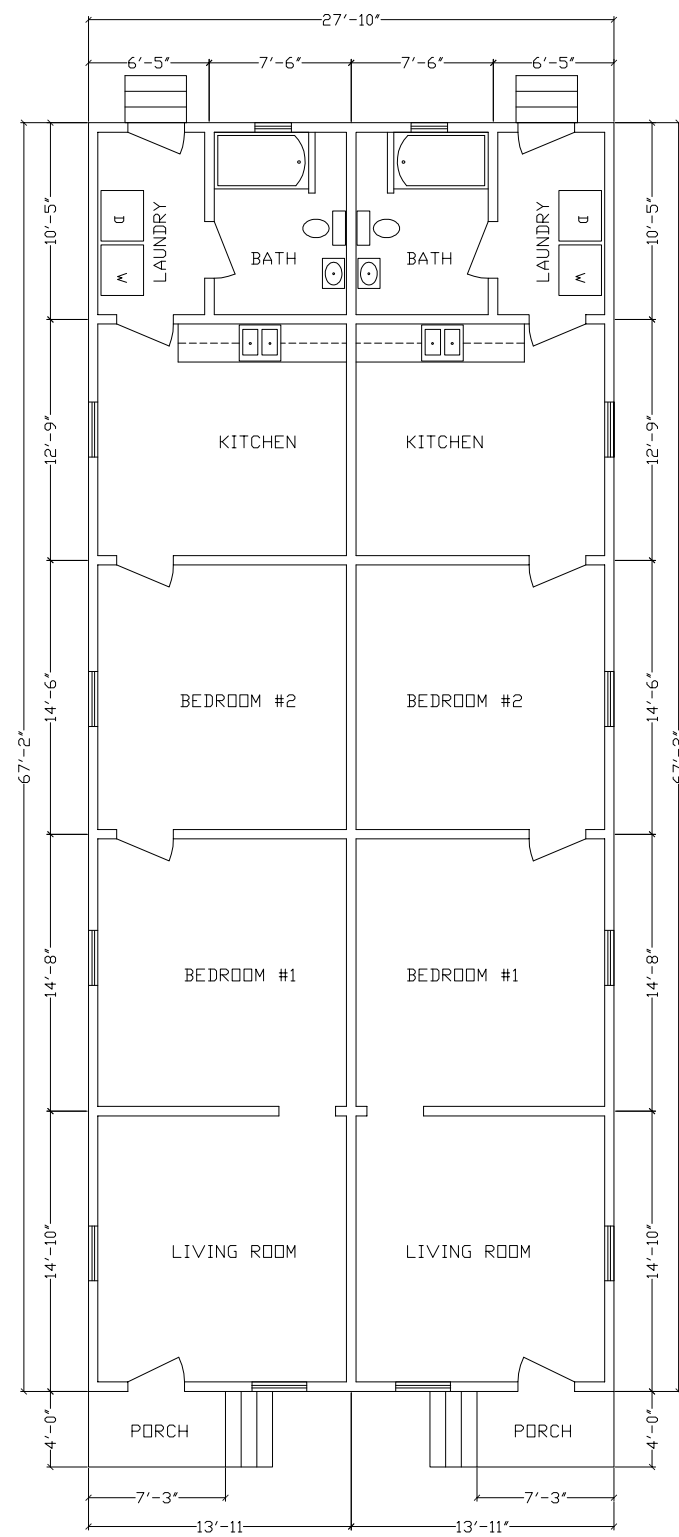 27'-10"
6'-5" 7'-6" 7'-6" 6'-5"
10'-5" D LAUNDRY BATH BATH LAUNDRY D 10'-5"
W W
12'-9" KITCHEN KITCHEN 12'-9"
14'-6" BEDROOM #2 BEDROOM #2 14'-6"
67'-2" 67'-2"
14'-8" BEDROOM #1 BEDROOM #1 14'-8"
14'-10" LIVING ROOM LIVING ROOM 14'-10"
4'-0" PORCH PORCH 4'-0"
7'-3" 7'-3"
13'-11 13'-11"